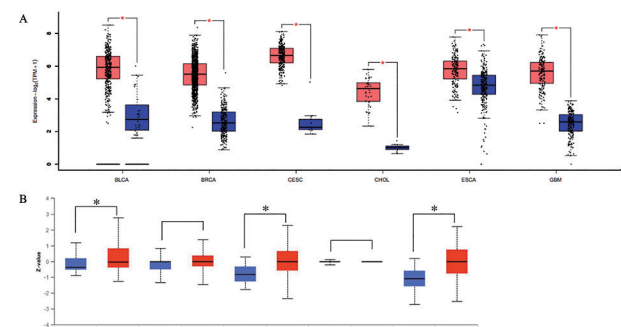 A
*
*
*
*
*
*
Expression−log₂(TPU+1)
8
6
4
2
0
BLCA
BRCA
CESC
CHOL
ESCA
GBM
B
*
*
*
Z-value
4
3
2
1
0
-1
-2
-3
-4